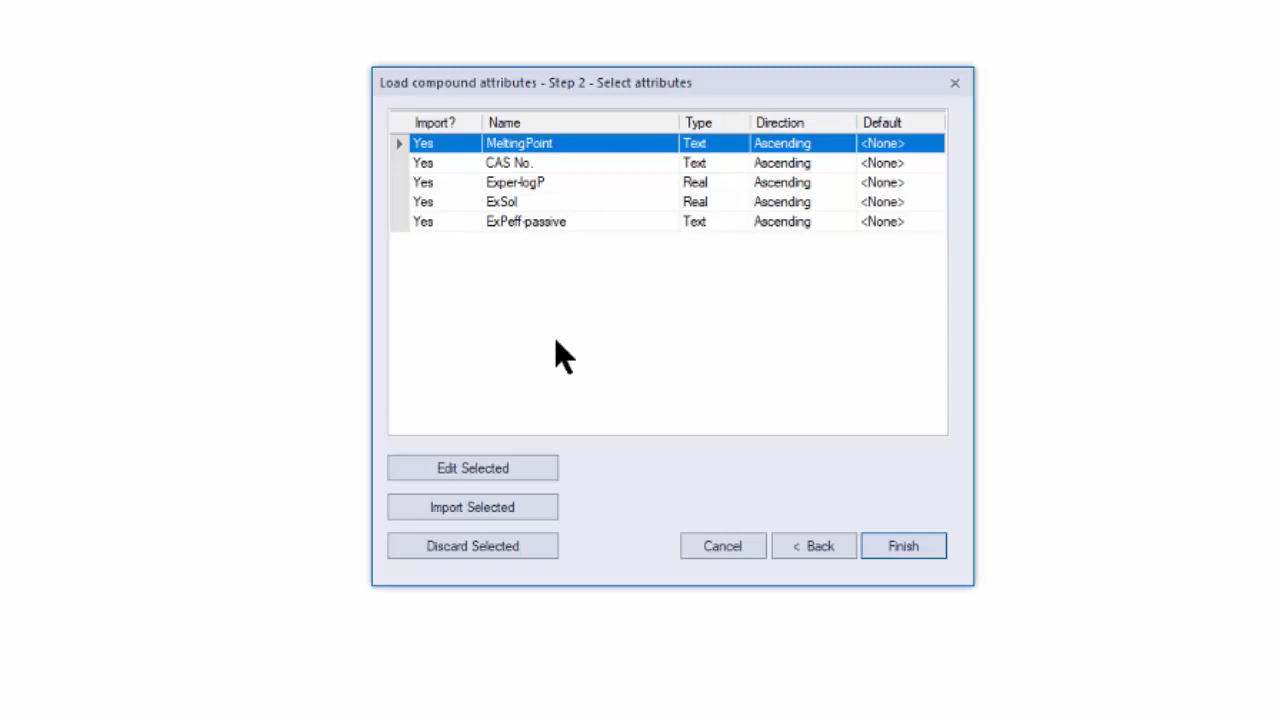 Load compound attributes - Step 2 - Select attributes
Import? Name Type Direction Default
Yes MeltingPoint Text Ascending <None>
Yes CAS No. Text Ascending <None>
Yes Exper-logP Real Ascending <None>
Yes ExSol Real Ascending <None>
Yes ExPeff-passive Text Ascending <None>
Edit Selected
Import Selected
Discard Selected Cancel < Back Finish